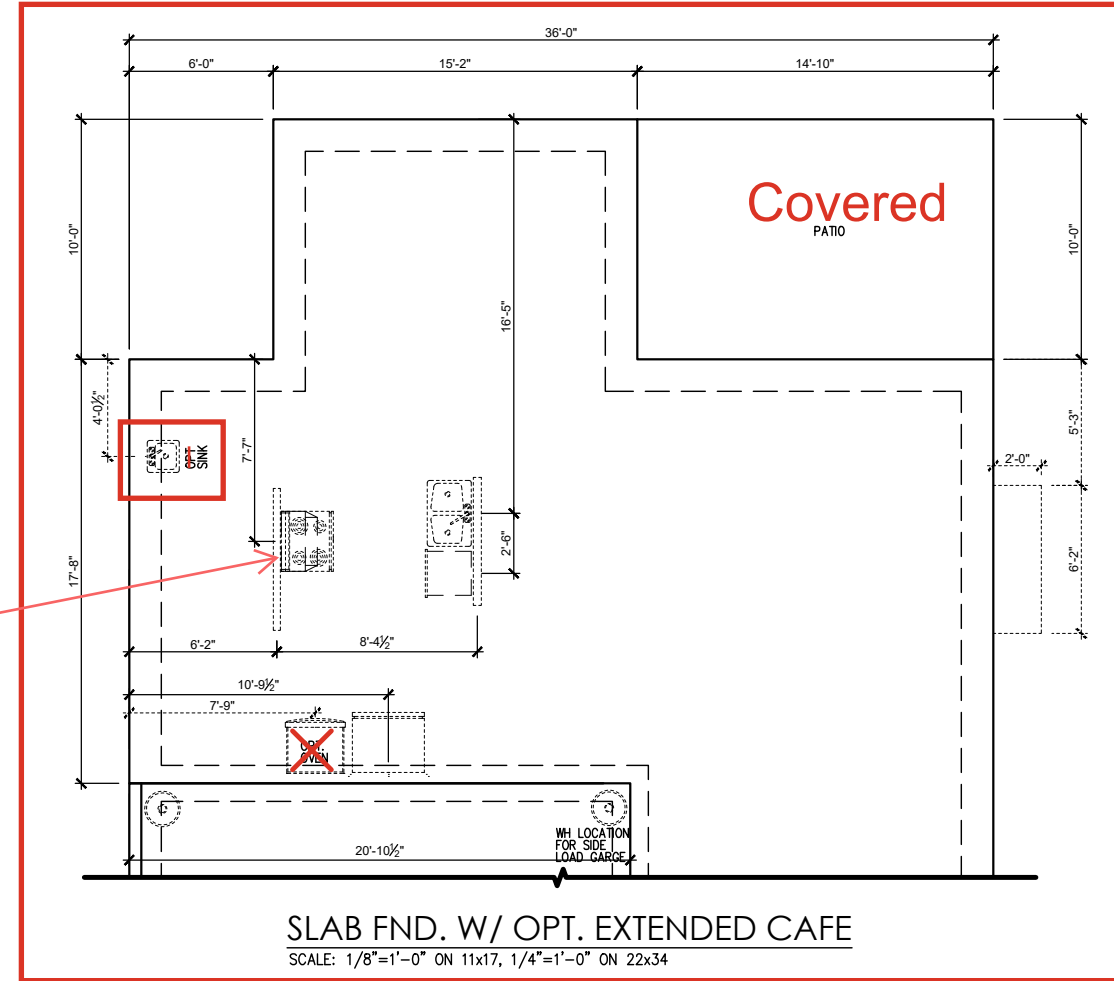 36'-0"
6'-0"
15'-2"
14'-10"
Covered
PATIO
10'-0"
10'-0"
16'-5"
4'-0½"
7'-7"
OPT
SINK
5'-3"
2'-0"
2'-6"
6'-2"
17'-8"
6'-2"
8'-4½"
10'-9½"
7'-9"
OPT.
OVEN
WH LOCATION
FOR SIDE
LOAD GARGE
20'-10½"
SLAB FND. W/ OPT. EXTENDED CAFE
SCALE: 1/8"=1'-0" ON 11x17, 1/4"=1'-0" ON 22x34